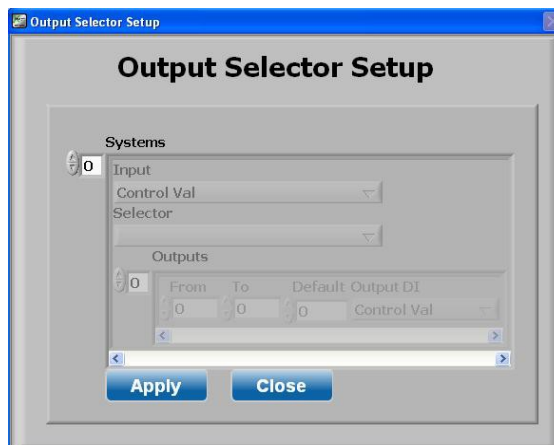 Output Selector Setup
Output Selector Setup
Systems
0
Input
Control Val
Selector
Outputs
0
From To Default Output DI
0 0 0 Control Val
Apply Close